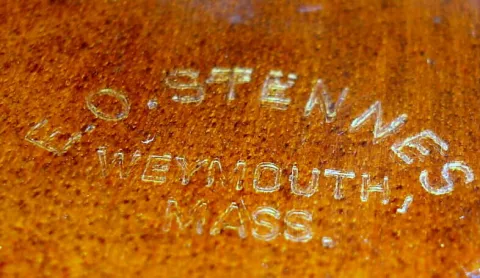 E. O. STENNES
WEYMOUTH,
MASS.